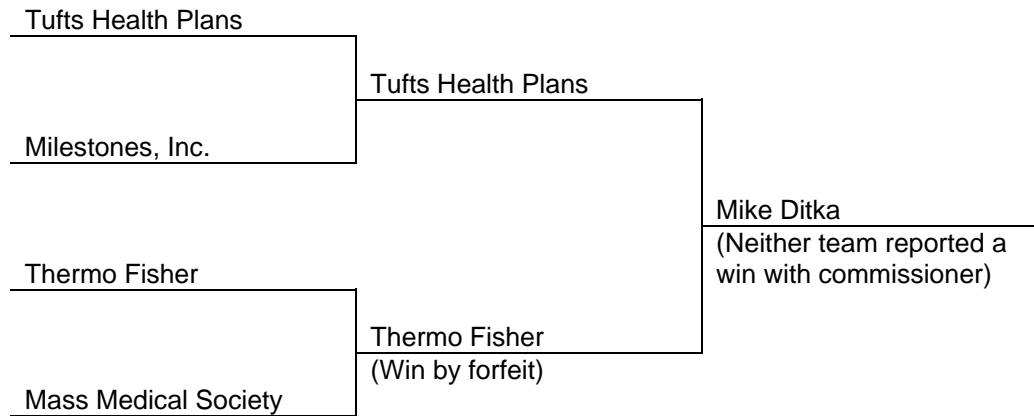 Tufts Health Plans
Tufts Health Plans
Milestones, Inc.
Mike Ditka
(Neither team reported a
win with commissioner)
Thermo Fisher
Thermo Fisher
(Win by forfeit)
Mass Medical Society